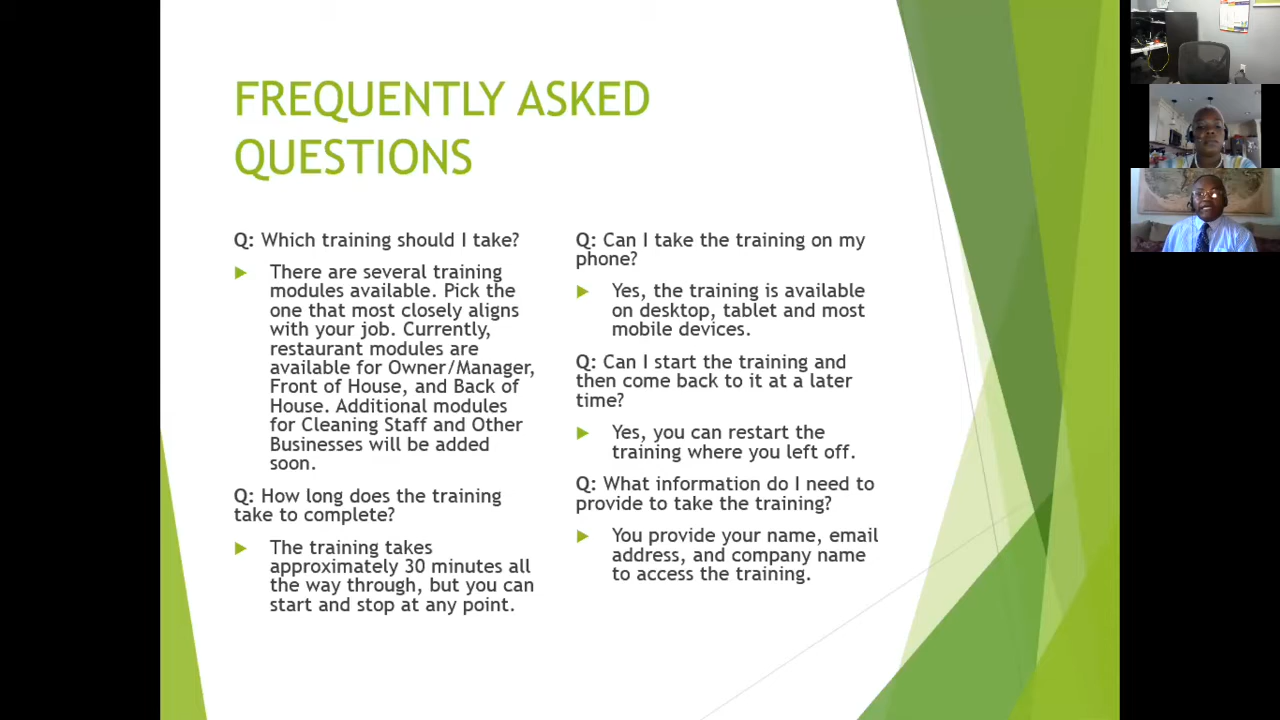 FREQUENTLY ASKED
QUESTIONS
Q: Which training should I take?
There are several training
modules available. Pick the
one that most closely aligns
with your job. Currently,
restaurant modules are
available for Owner/Manager,
Front of House, and Back of
House. Additional modules
for Cleaning Staff and Other
Businesses will be added
soon.
Q: How long does the training
take to complete?
The training takes
approximately 30 minutes all
the way through, but you can
start and stop at any point.
Q: Can I take the training on my
phone?
Yes, the training is available
on desktop, tablet and most
mobile devices.
Q: Can I start the training and
then come back to it at a later
time?
Yes, you can restart the
training where you left off.
Q: What information do I need to
provide to take the training?
You provide your name, email
address, and company name
to access the training.